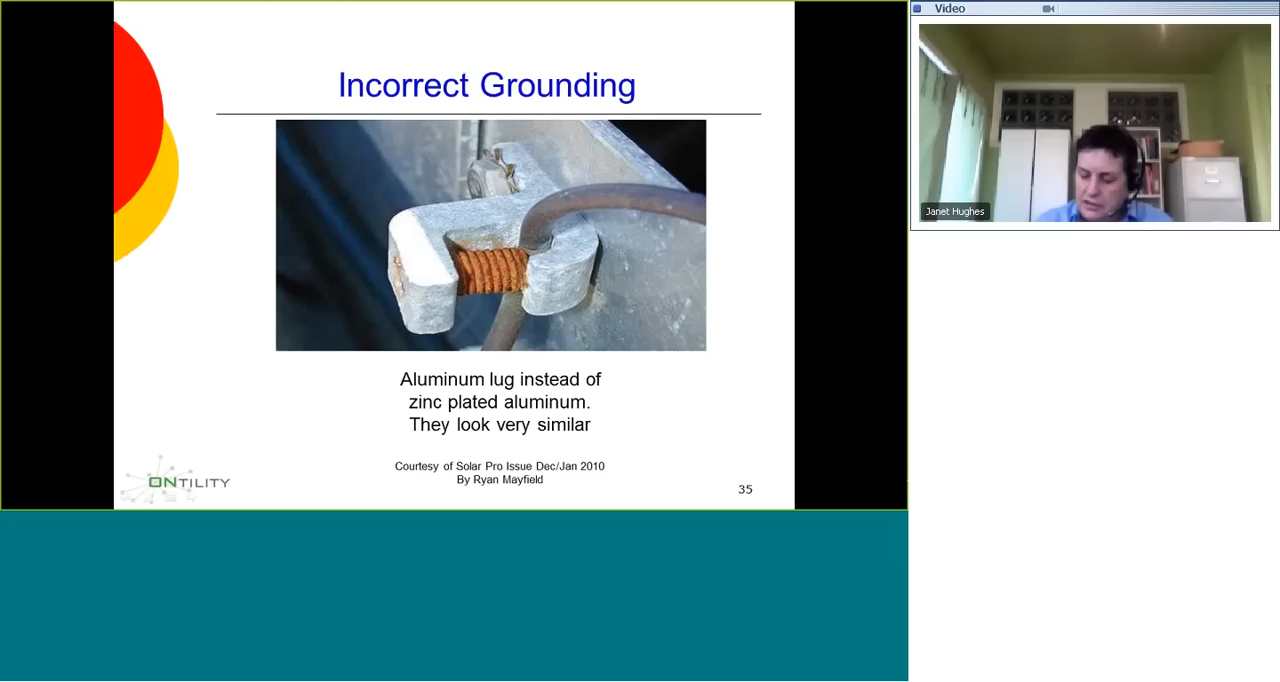 Incorrect Grounding
Aluminum lug instead of
zinc plated aluminum.
They look very similar
Courtesy of Solar Pro Issue Dec/Jan 2010
By Ryan Mayfield
ONTILITY
35
Video
Janet Hughes